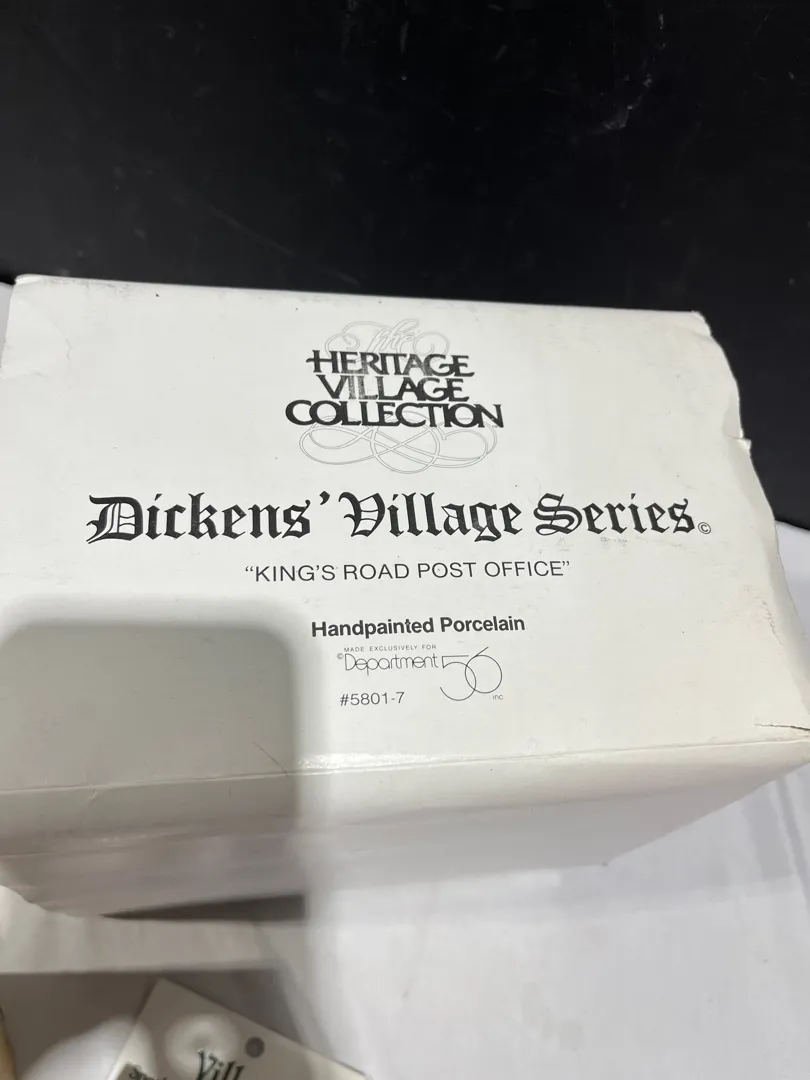 The
HERITAGE
VILLAGE
COLLECTION
Dickens' Village Series©
"KING'S ROAD POST OFFICE"
Handpainted Porcelain
MADE EXCLUSIVELY FOR
©Department 56 inc
#5801-7
Vill